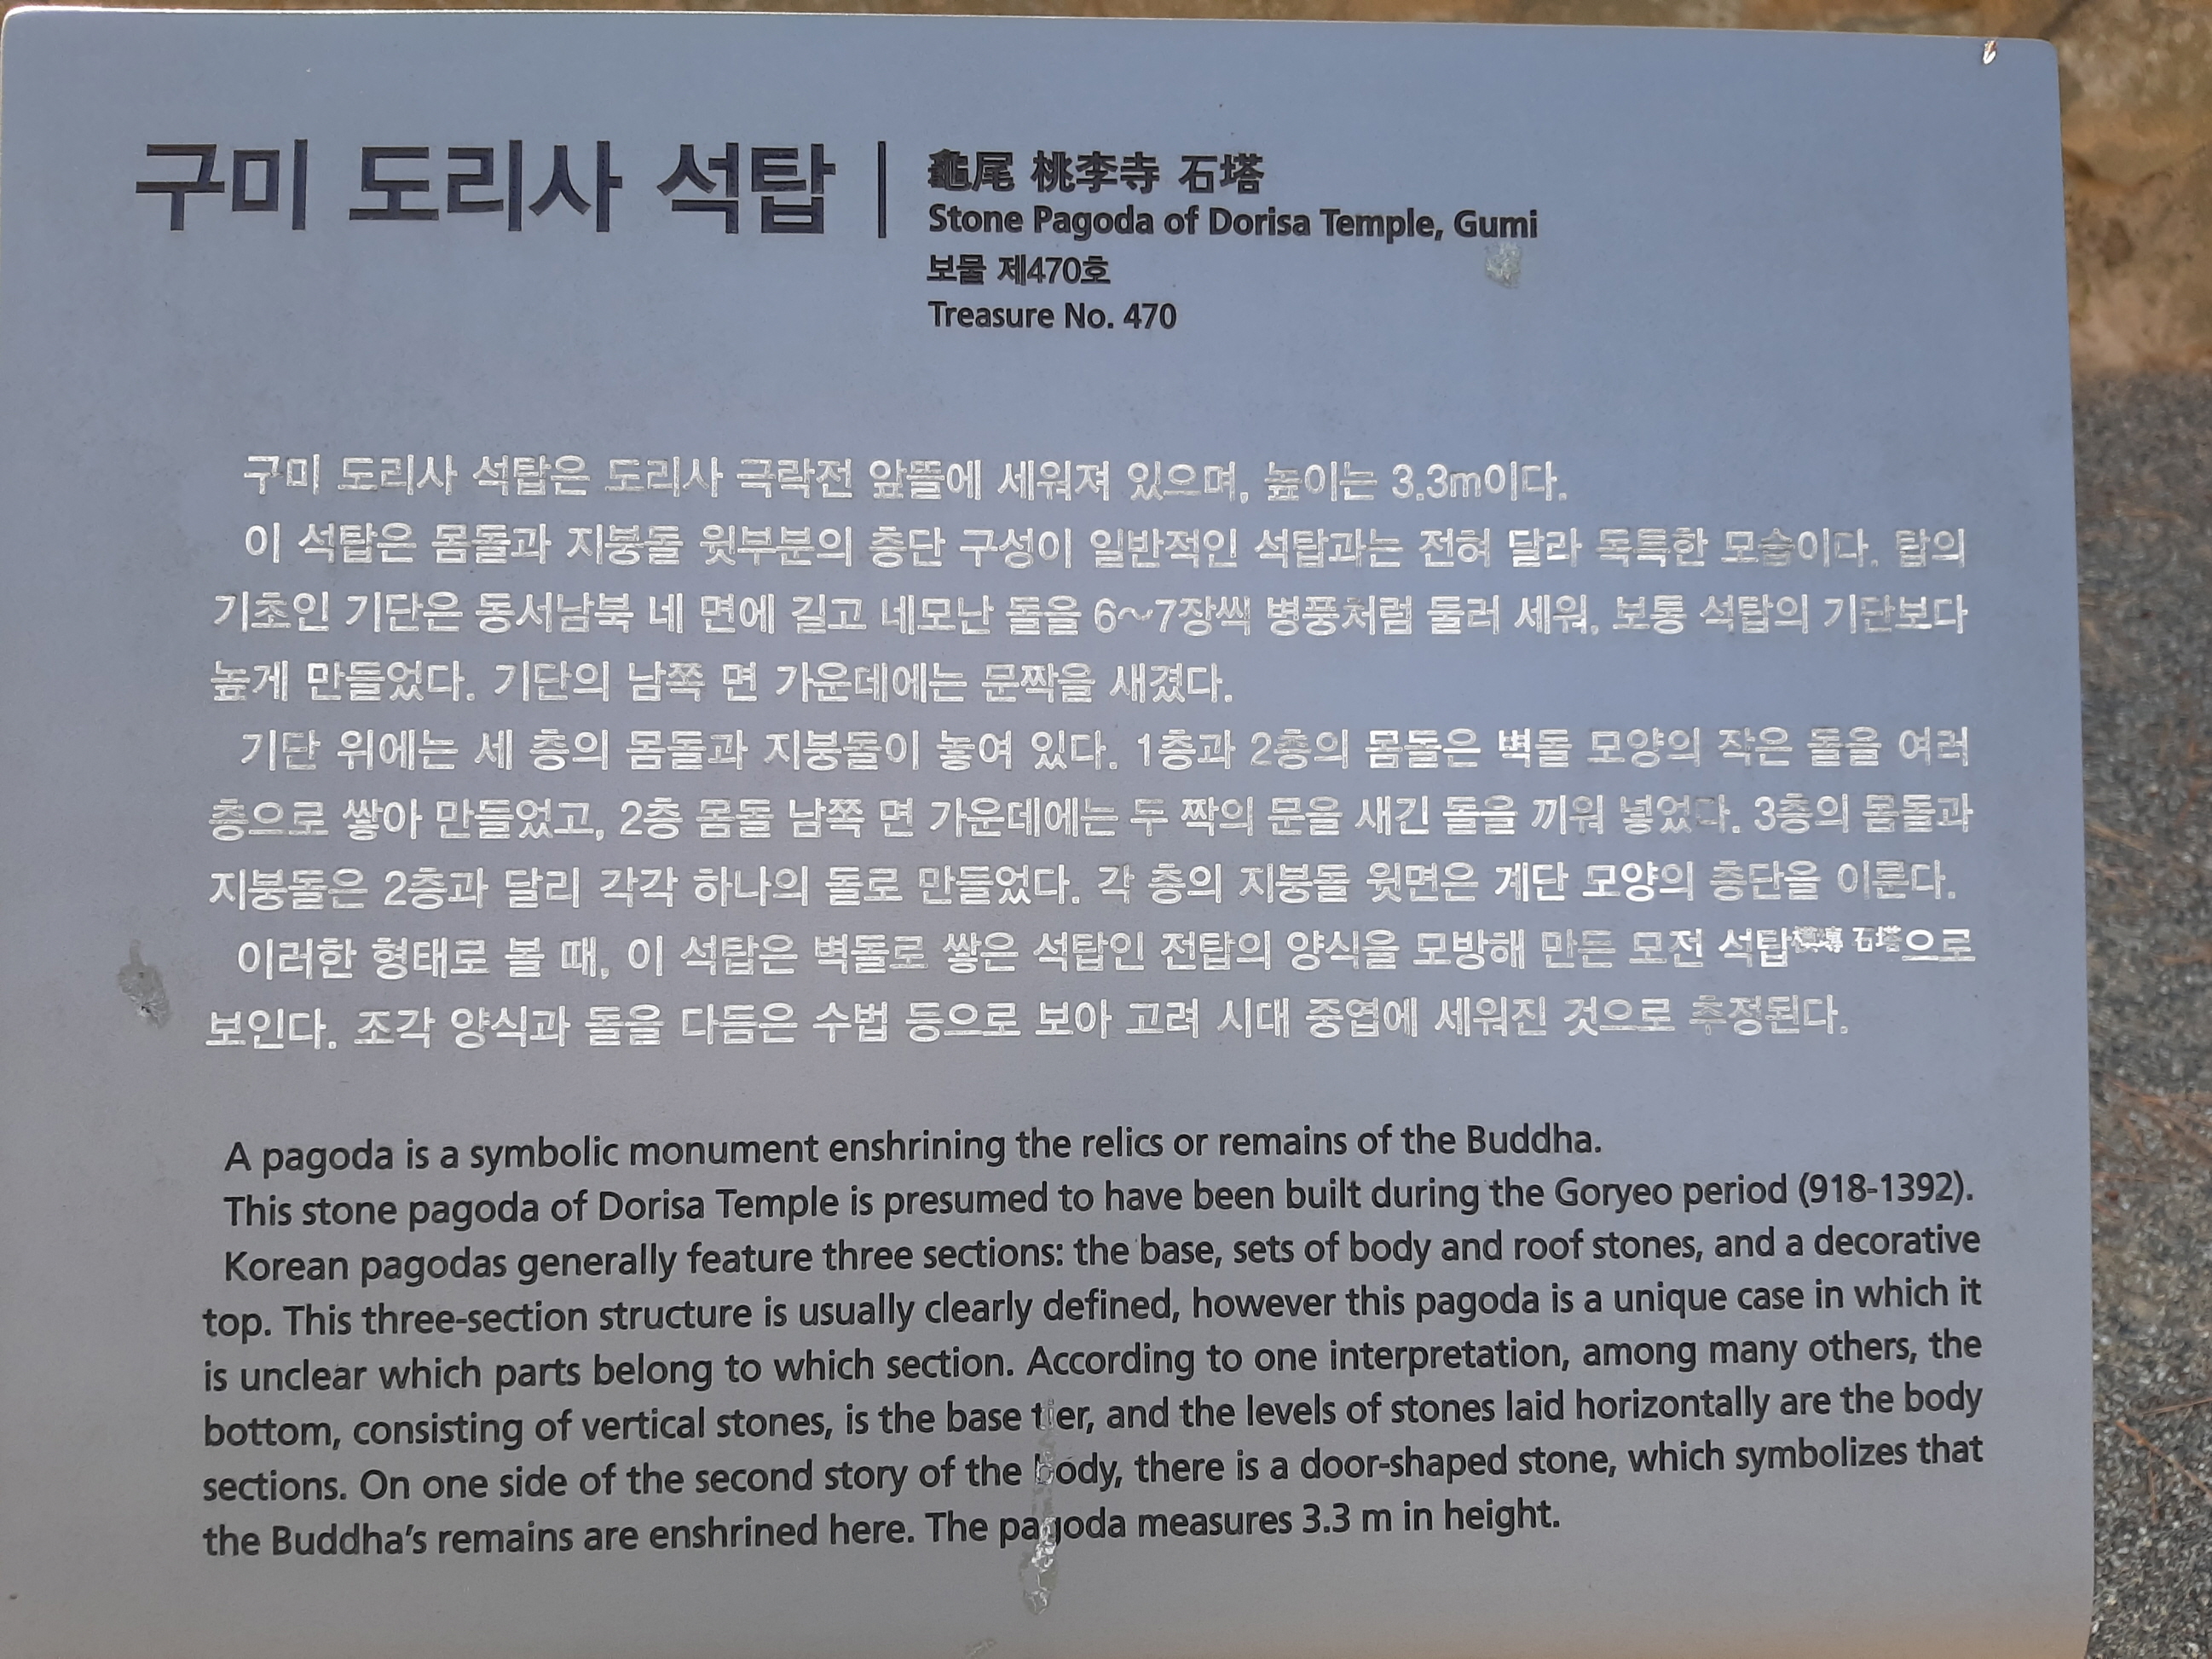 구미 도리사 석탑
龜尾 桃李寺 石塔
Stone Pagoda of Dorisa Temple, Gumi
보물 제470호
Treasure No. 470
구미 도리사 석탑은 도리사 극락전 앞뜰에 세워져 있으며, 높이는 3.3m이다.
이 석탑은 몸돌과 지붕돌 윗부분의 층단 구성이 일반적인 석탑과는 전혀 달라 독특한 모습이다. 탑의
기초인 기단은 동서남북 네 면에 길고 네모난 돌을 6~7장씩 병풍처럼 둘러 세워, 보통 석탑의 기단보다
높게 만들었다. 기단의 남쪽 면 가운데에는 문짝을 새겼다.
기단 위에는 세 층의 몸돌과 지붕돌이 놓여 있다. 1층과 2층의 몸돌은 벽돌 모양의 작은 돌을 여러
층으로 쌓아 만들었고, 2층 몸돌 남쪽 면 가운데에는 두 짝의 문을 새긴 돌을 끼워 넣었다. 3층의 몸돌과
지붕돌은 2층과 달리 각각 하나의 돌로 만들었다. 각 층의 지붕돌 윗면은 계단 모양의 층단을 이룬다.
이러한 형태로 볼 때, 이 석탑은 벽돌로 쌓은 석탑인 전탑의 양식을 모방해 만든 모전 석탑模塼 石塔으로
보인다. 조각 양식과 돌을 다듬은 수법 등으로 보아 고려 시대 중엽에 세워진 것으로 추정된다.
A pagoda is a symbolic monument enshrining the relics or remains of the Buddha.
This stone pagoda of Dorisa Temple is presumed to have been built during the Goryeo period (918-1392).
Korean pagodas generally feature three sections: the base, sets of body and roof stones, and a decorative
top. This three-section structure is usually clearly defined, however this pagoda is a unique case in which it
is unclear which parts belong to which section. According to one interpretation, among many others, the
bottom, consisting of vertical stones, is the base tier, and the levels of stones laid horizontally are the body
sections. On one side of the second story of the body, there is a door-shaped stone, which symbolizes that
the Buddha's remains are enshrined here. The pagoda measures 3.3 m in height.